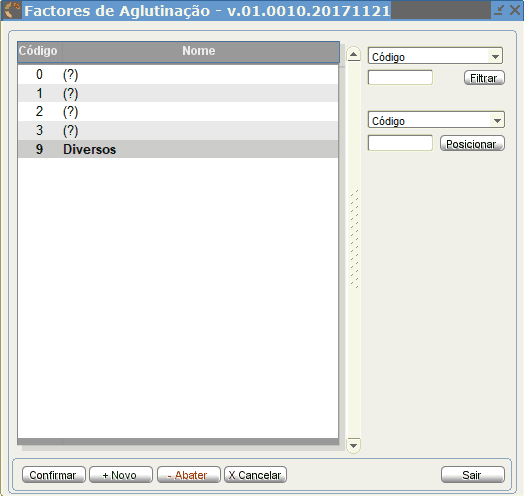 Factores de Aglutinação - v.01.0010.20171121
Código Nome
0 (?)
1 (?)
2 (?)
3 (?)
9 Diversos
Código
Filtrar
Código
Posicionar
Confirmar + Novo - Abater X Cancelar Sair